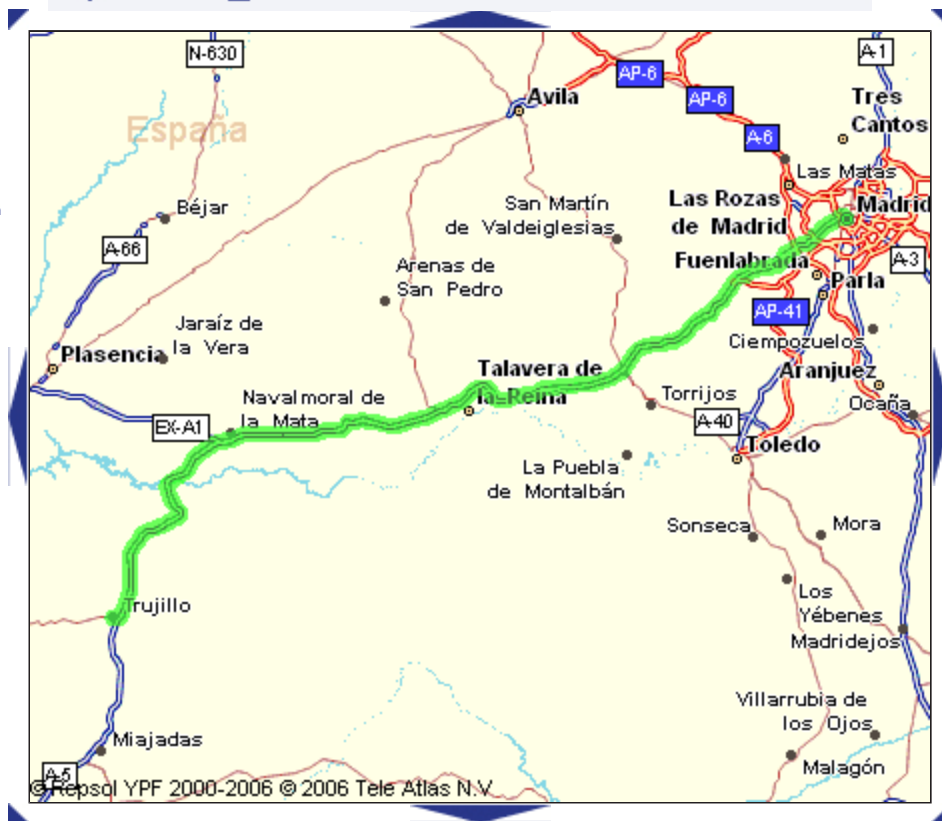 N-630
A-1
AP-6
AP-6
Avila
Tres
Cantos
España
A-6
Las Matas
Béjar
San Martín
de Valdeiglesias
Las Rozas
de Madrid
Madrid
A-66
Arenas de
San Pedro
Fuenlabrada
A-3
Parla
AP-41
Jaraíz de
la Vera
Plasencia
Ciempozuelos
Talavera de
la Reina
Aranjuez
Navalmoral de
la Mata
Torrijos
Ocaña
EX-A1
A-40
Toledo
La Puebla
de Montalbán
Sonseca
Mora
Trujillo
Los
Yébenes
Madridejos
Villarrubia de
los Ojos
Miajadas
Malagón
A-5
© Repsol YPF 2000-2006 © 2006 Tele Atlas N.V.